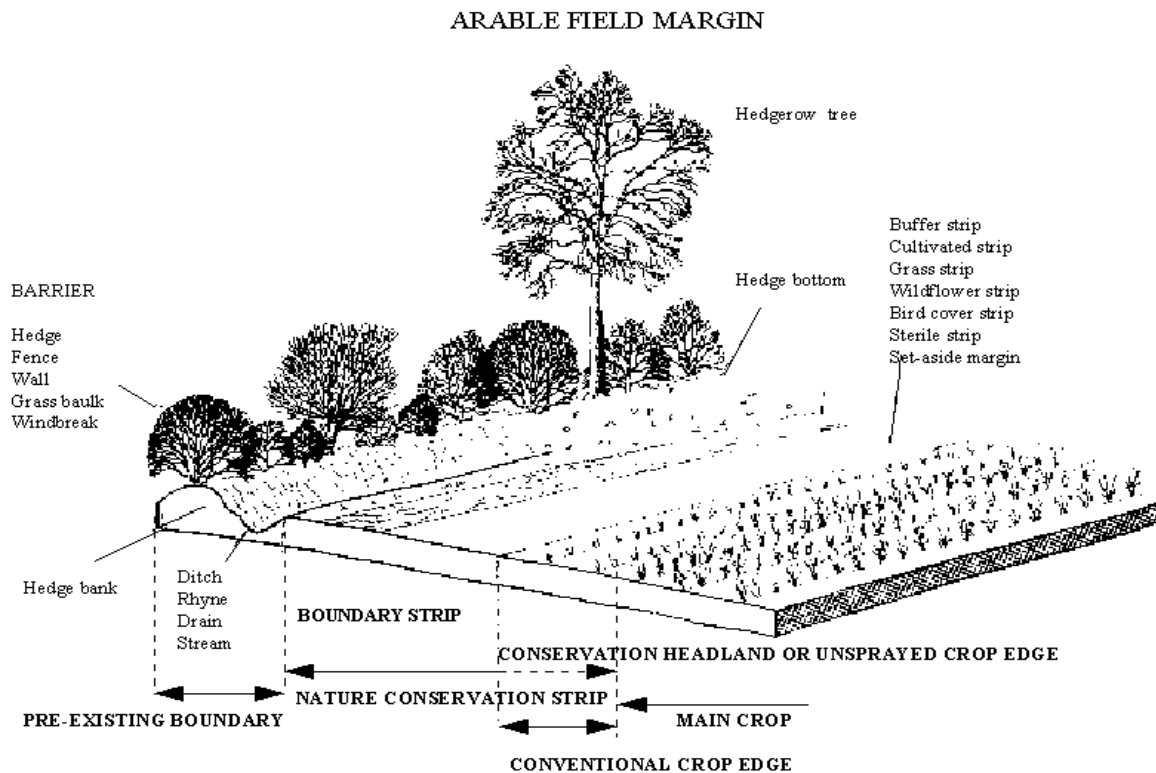 ARABLE FIELD MARGIN
Hedgerow tree
Buffer strip
Cultivated strip
Grass strip
Wildflower strip
Bird cover strip
Sterile strip
Set-aside margin
Hedge bottom
BARRIER
Hedge
Fence
Wall
Grass baulk
Windbreak
Hedge bank
Ditch
Rhyne
Drain
Stream
BOUNDARY STRIP
CONSERVATION HEADLAND OR UNSPRAYED CROP EDGE
NATURE CONSERVATION STRIP
PRE-EXISTING BOUNDARY
MAIN CROP
CONVENTIONAL CROP EDGE